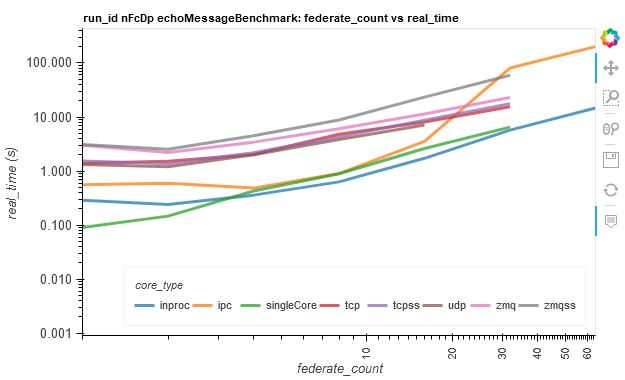 run_id nFcDp echoMessageBenchmark: federate_count vs real_time
real_time (s)
100.000
10.000
1.000
0.100
0.010
0.001
core_type
inproc ipc singleCore tcp tcpss udp zmq zmqss
1 10 20 30 40 50 60
federate_count